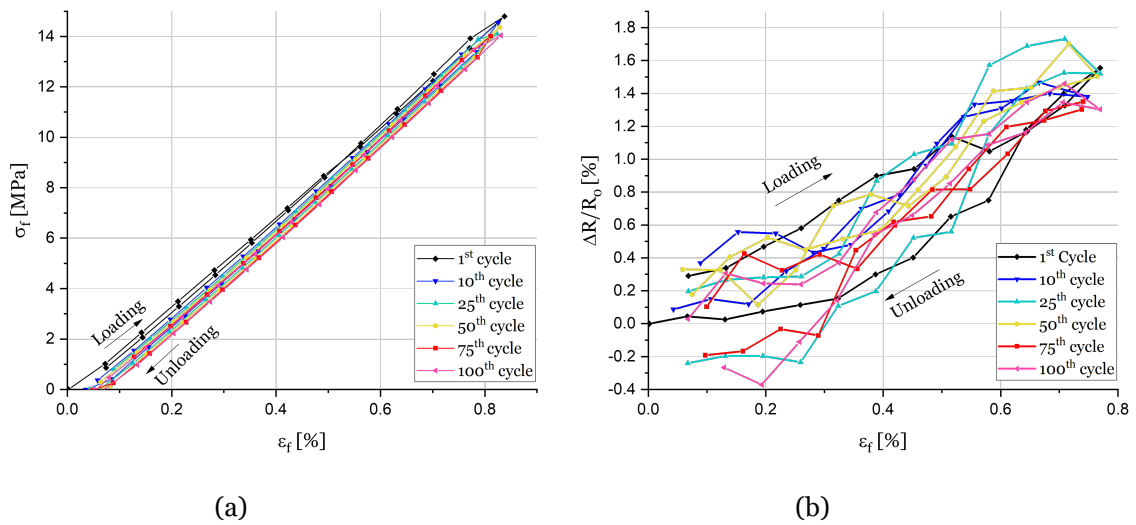 (a)
14
12
10
8
6
4
2
0
σf [MPa]
0.0 0.2 0.4 0.6 0.8
εf [%]
Loading
Unloading
1st Cycle
10th cycle
25th cycle
50th cycle
75th cycle
100th cycle
(b)
1.8
1.6
1.4
1.2
1.0
0.8
0.6
0.4
0.2
0.0
-0.2
-0.4
ΔR/Ro [%]
0.0 0.2 0.4 0.6 0.8
εf [%]
Loading
Unloading
1st Cycle
10th cycle
25th cycle
50th cycle
75th cycle
100th cycle